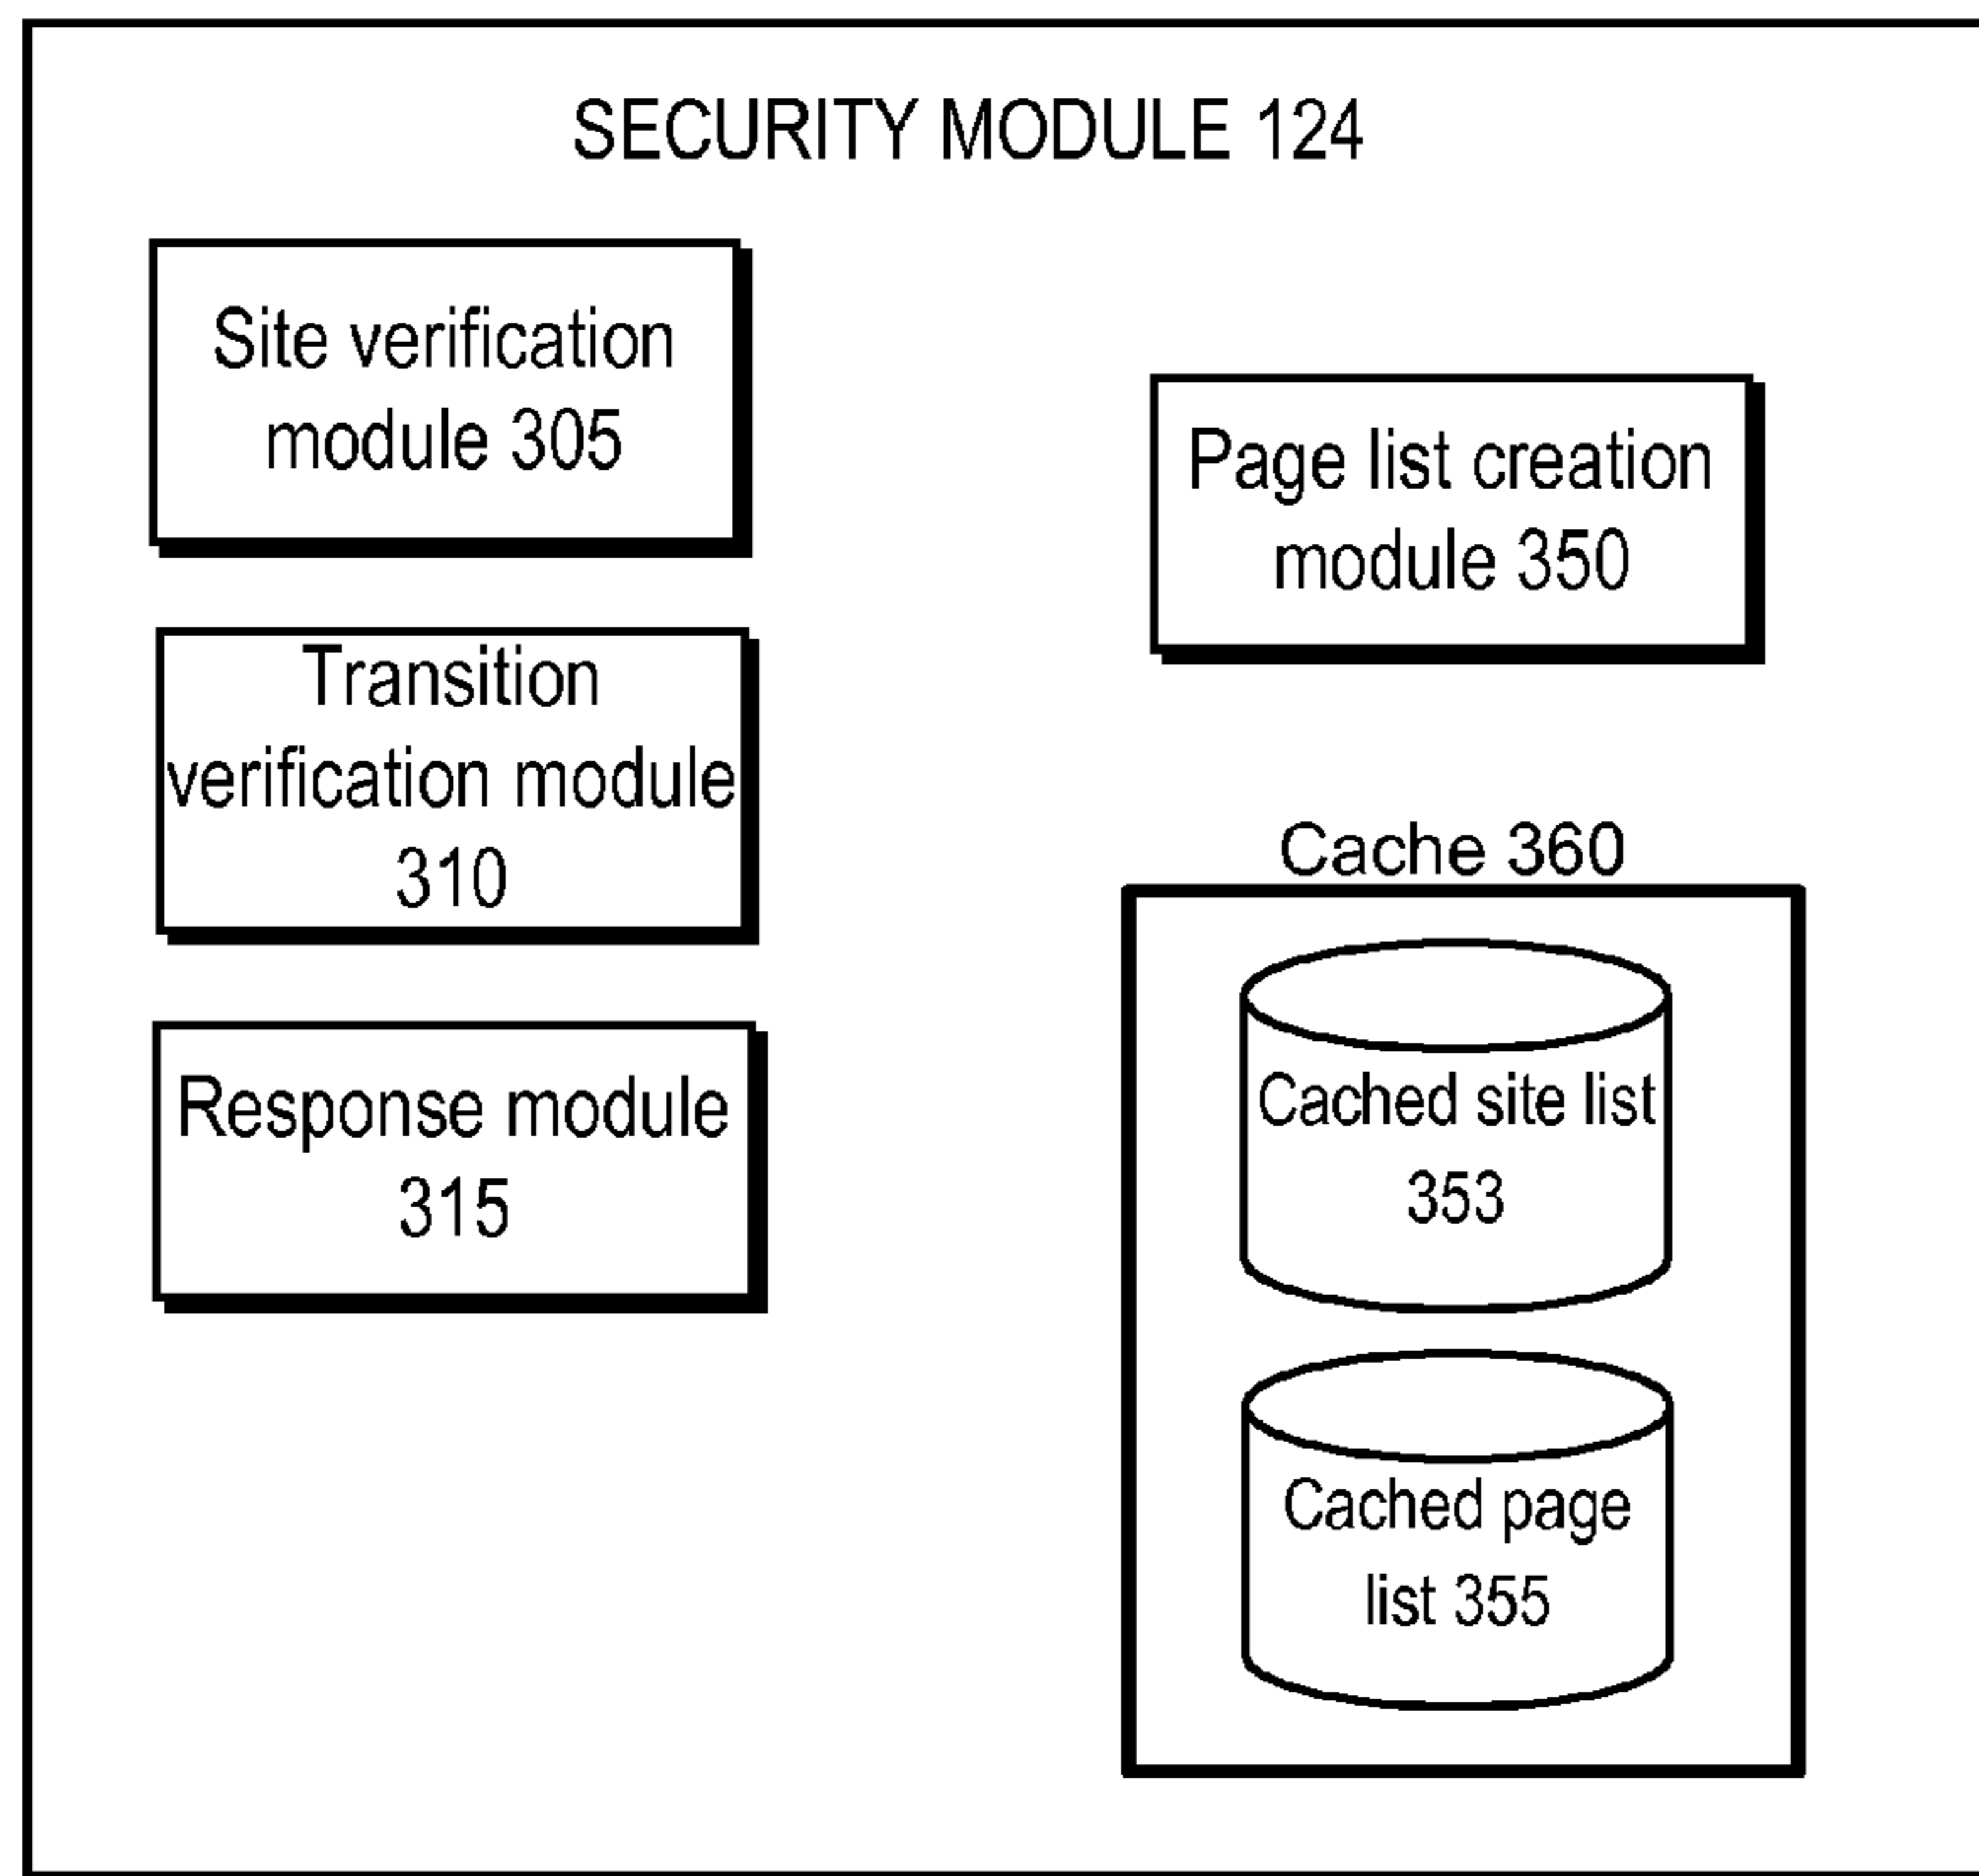 SECURITY MODULE 124
Site verification
module 305
Transition
verification module
310
Response module
315
Page list creation
module 350
Cache 360
Cached site list
353
Cached page
list 355